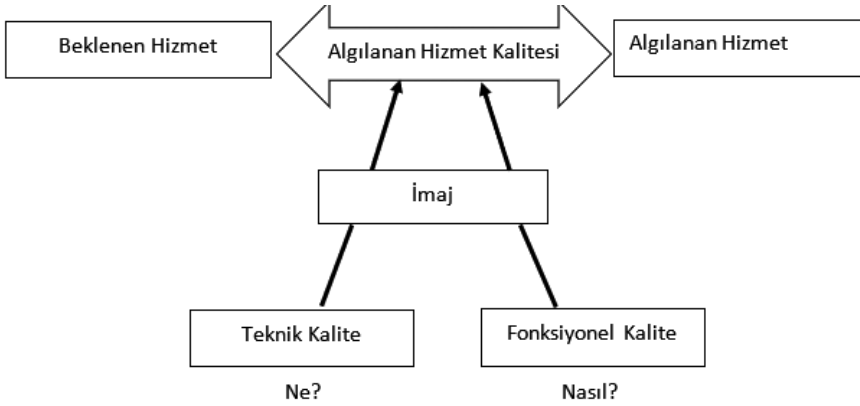 Beklenen Hizmet
Algılanan Hizmet Kalitesi
Algılanan Hizmet
İmaj
Teknik Kalite
Fonksiyonel Kalite
Ne?
Nasıl?